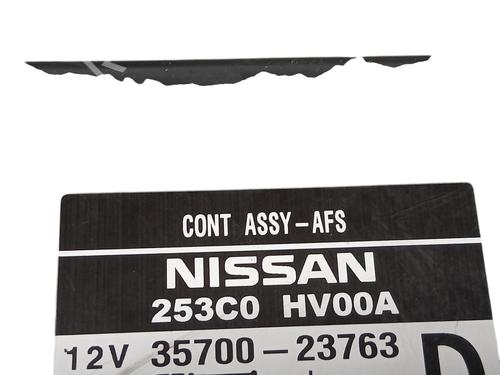 CONT ASSY-AFS
NISSAN
253C0 HV00A
12V 35700-23763
D